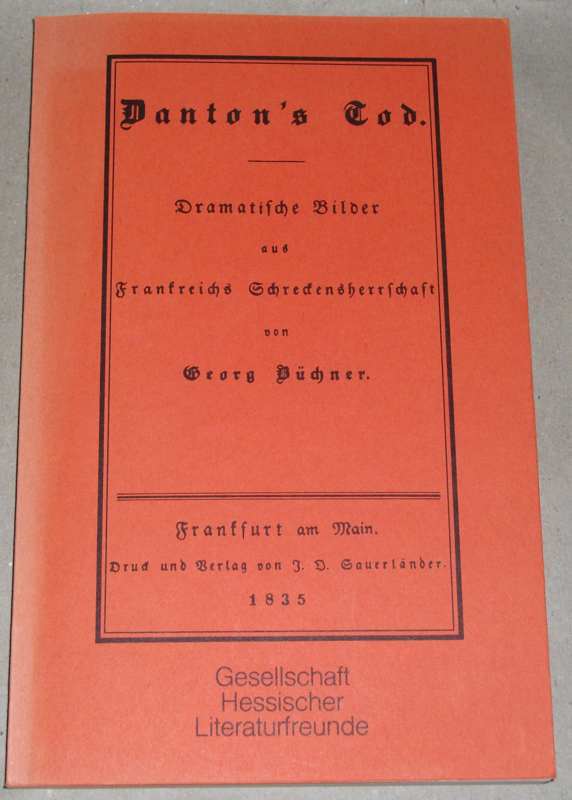 Danton's Tod.
Dramatiſche Bilder
aus
Frankreichs Schreckensherrſchaft
von
Georg Büchner.
Frankfurt am Main.
Druck und Verlag von J. D. Sauerländer.
1835
Gesellschaft
Hessischer
Literaturfreunde